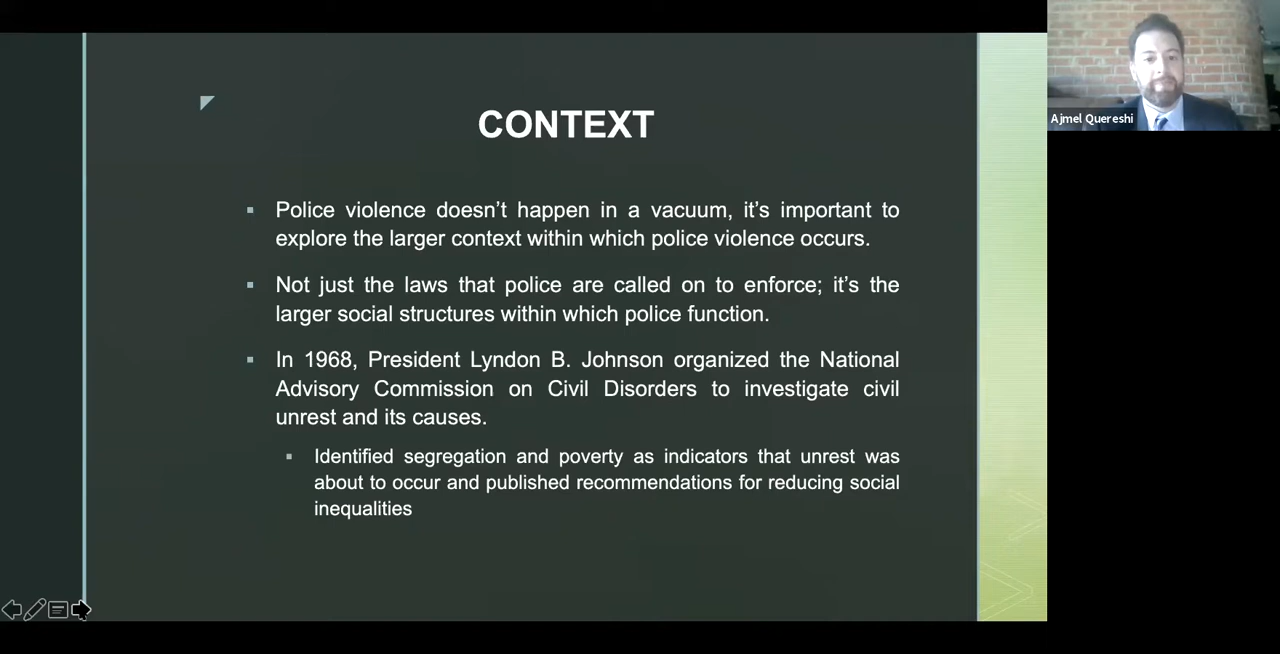 CONTEXT
Police violence doesn’t happen in a vacuum, it’s important to
explore the larger context within which police violence occurs.
Not just the laws that police are called on to enforce; it’s the
larger social structures within which police function.
In 1968, President Lyndon B. Johnson organized the National
Advisory Commission on Civil Disorders to investigate civil
unrest and its causes.
Identified segregation and poverty as indicators that unrest was
about to occur and published recommendations for reducing social
inequalities
Ajmel Quereshi